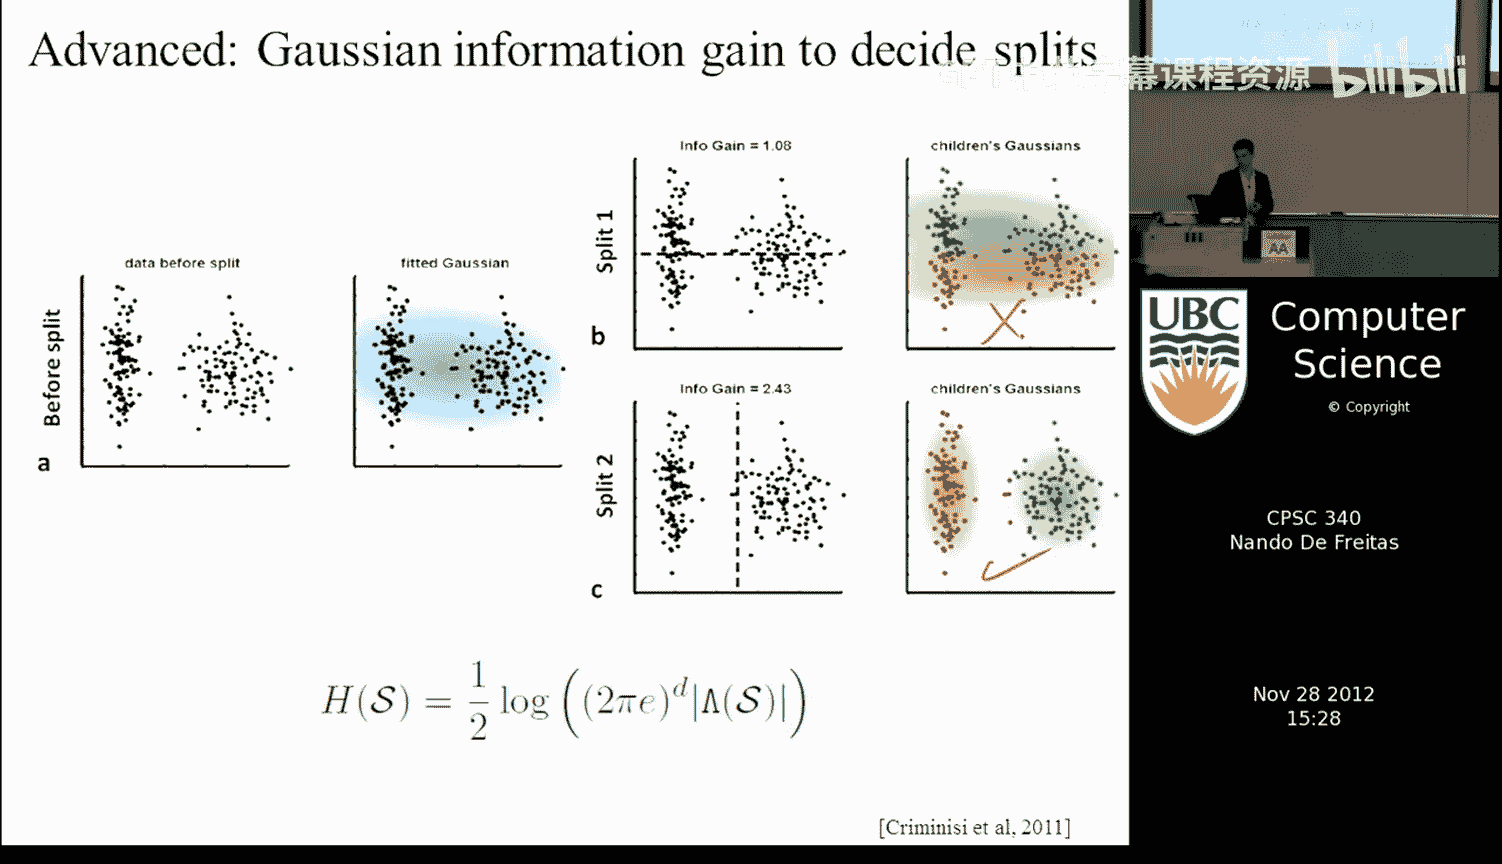 Advanced: Gaussian information gain to decide splits
幕课程资源 bilibili
Before split
a
data before split
fitted Gaussian
Split 1
b
Info Gain = 1.08
children's Gaussians
Split 2
c
Info Gain = 2.43
children's Gaussians
H(S) = 1/2 log ((2πe)^d |Λ(S)|)
[Criminisi et al, 2011]
AA
UBC
Computer
Science
© Copyright
CPSC 340
Nando De Freitas
Nov 28 2012
15:28